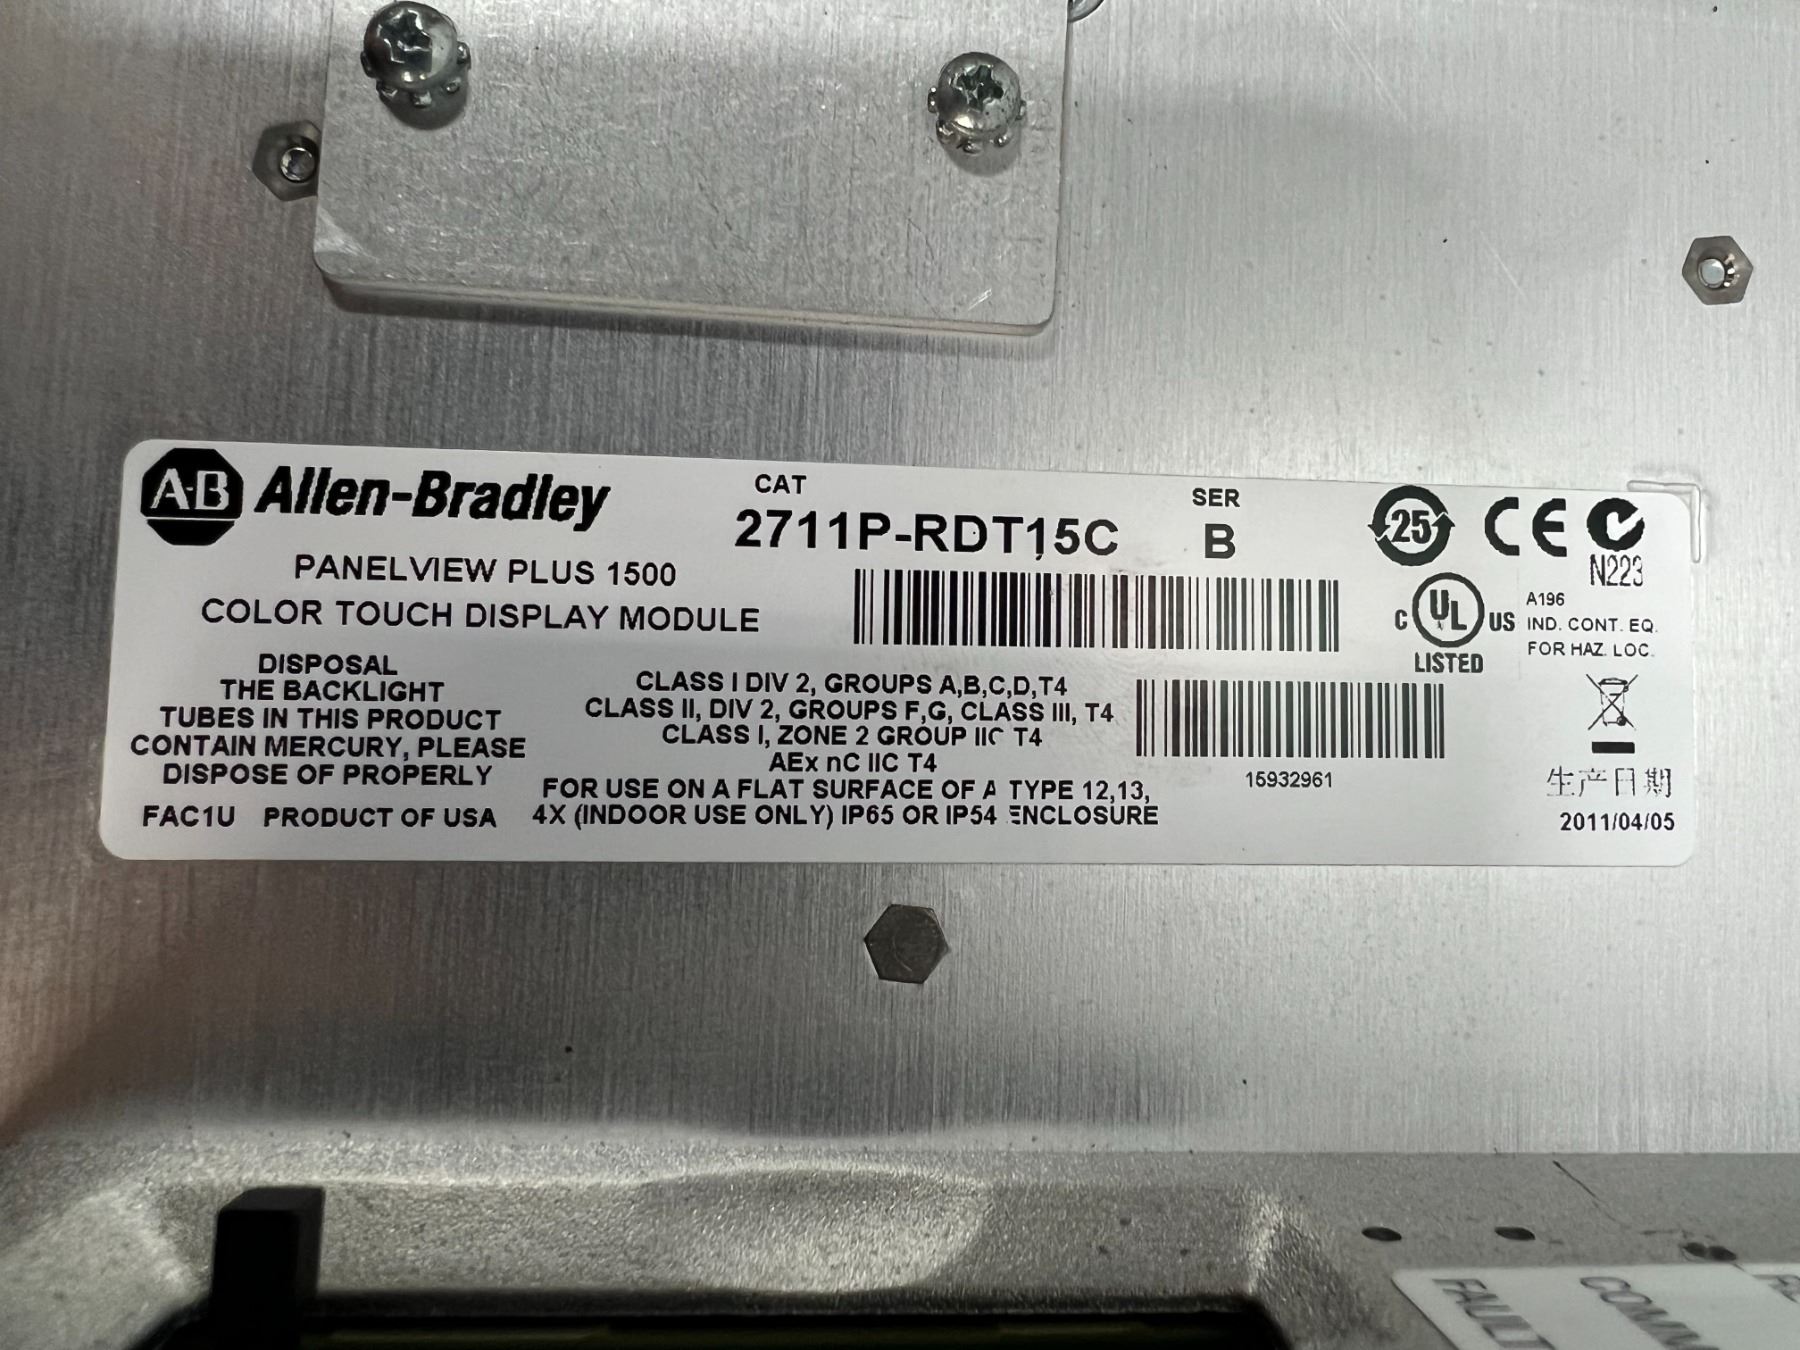 A-B Allen-Bradley
CAT
2711P-RDT15C
SER
B
25
CE
N223
PANELVIEW PLUS 1500
COLOR TOUCH DISPLAY MODULE
C UL US
LISTED
A196
IND. CONT. EQ.
FOR HAZ. LOC.
DISPOSAL
THE BACKLIGHT
TUBES IN THIS PRODUCT
CONTAIN MERCURY, PLEASE
DISPOSE OF PROPERLY
FAC1U PRODUCT OF USA
CLASS I DIV 2, GROUPS A,B,C,D,T4
CLASS II, DIV 2, GROUPS F,G, CLASS III, T4
CLASS I, ZONE 2 GROUP IIC T4
AEx nC IIC T4
FOR USE ON A FLAT SURFACE OF A TYPE 12,13,
4X (INDOOR USE ONLY) IP65 OR IP54 ENCLOSURE
15932961
生产日期
2011/04/05
FAULT